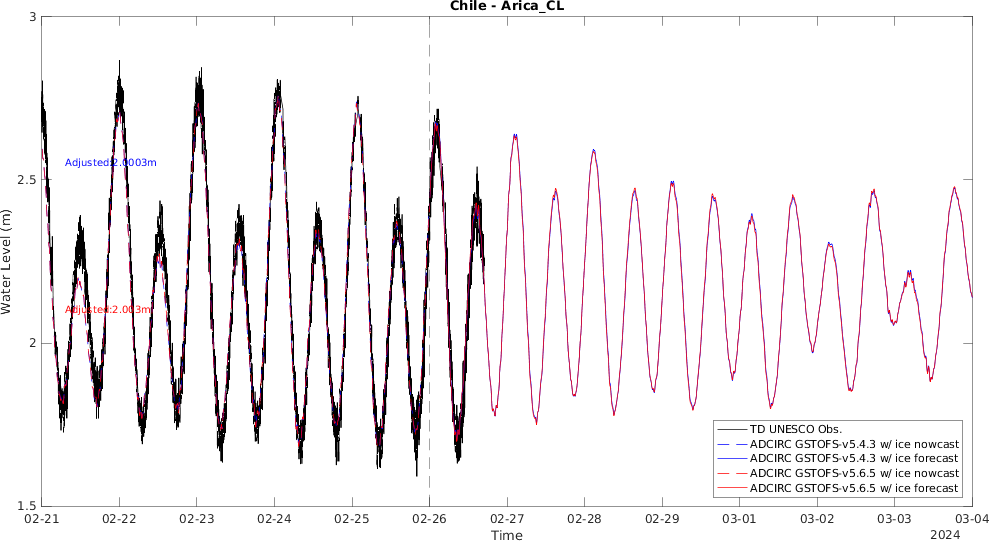 Chile - Arica_CL
3
2.5
2
1.5
Water Level (m)
Adjusted:2.0003m
Adjusted:2.003m
TD UNESCO Obs.
ADCIRC GSTOFS-v5.4.3 w/ ice nowcast
ADCIRC GSTOFS-v5.4.3 w/ ice forecast
ADCIRC GSTOFS-v5.6.5 w/ ice nowcast
ADCIRC GSTOFS-v5.6.5 w/ ice forecast
02-21 02-22 02-23 02-24 02-25 02-26 02-27 02-28 02-29 03-01 03-02 03-03 03-04
Time
2024